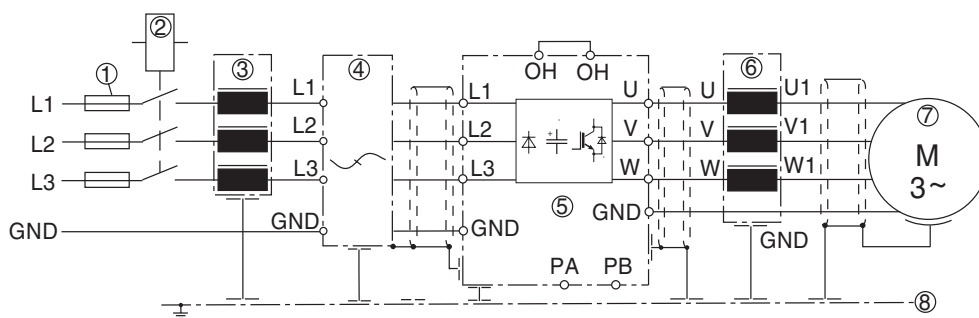 ②
OH OH
① ③ ④ ⑥
L1 L1 L1 U U U1 ⑦
L2 L2 L2 + V V V1 M
L3 L3 L3 W W W1 3~
⑤
GND GND GND GND GND
PA PB
⑧